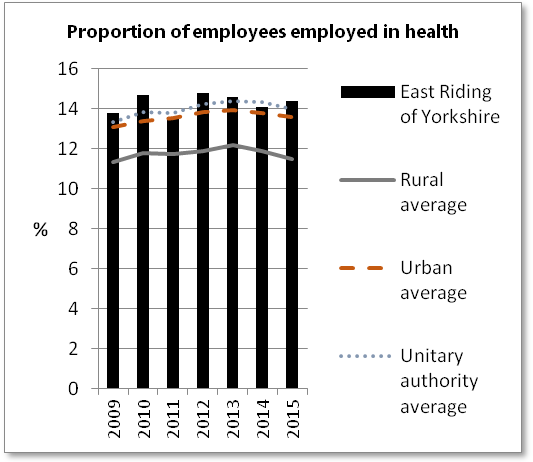 Proportion of employees employed in health
16
14
12
10
8
6
4
2
0
%
2009
2010
2011
2012
2013
2014
2015
East Riding
of Yorkshire
Rural
average
Urban
average
Unitary
authority
average